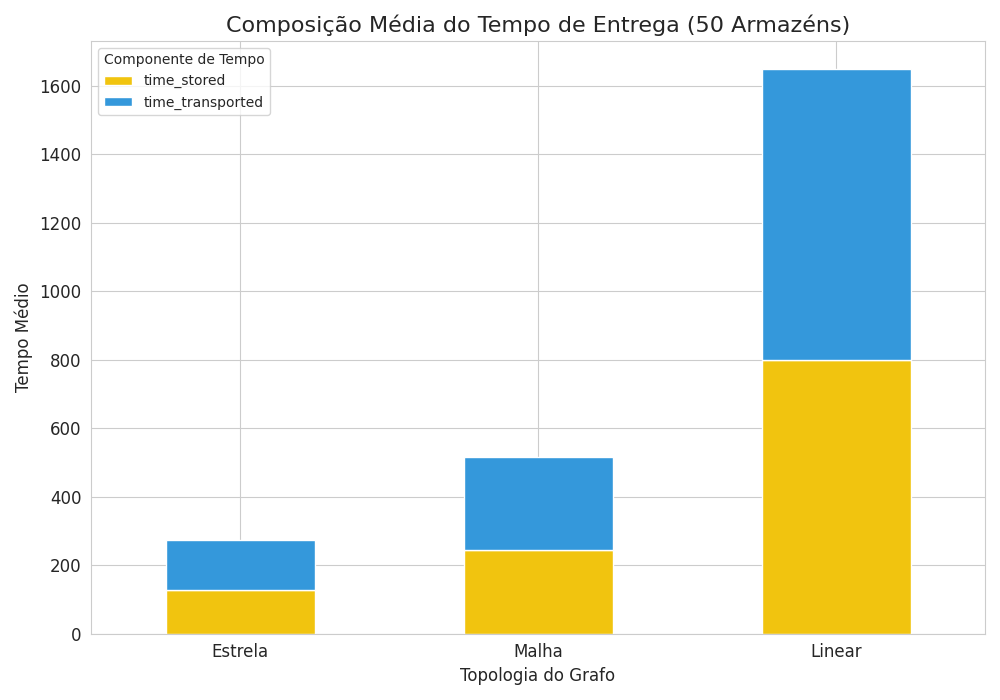 Composição Média do Tempo de Entrega (50 Armazéns)
Componente de Tempo
time_stored
time_transported
Tempo Médio
1600
1400
1200
1000
800
600
400
200
0
Estrela
Malha
Linear
Topologia do Grafo